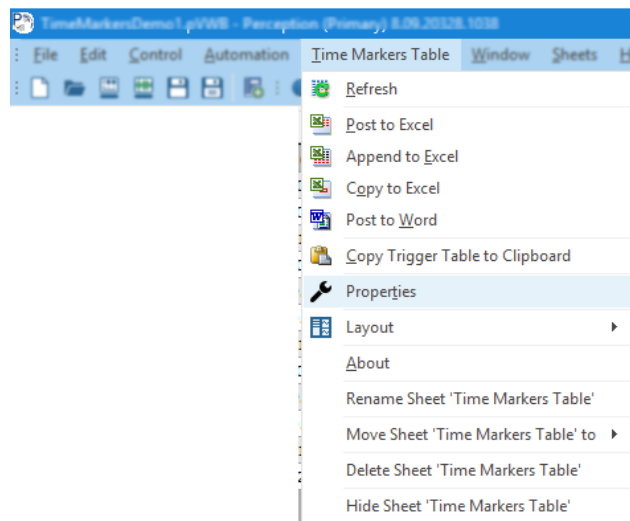 TimeMarkersDemo1.pVWB - Perception (Primary) 8.09.20328.1038
File Edit Control Automation Time Markers Table Window Sheets
Refresh
Post to Excel
Append to Excel
Copy to Excel
Post to Word
Copy Trigger Table to Clipboard
Properties
Layout
About
Rename Sheet 'Time Markers Table'
Move Sheet 'Time Markers Table' to
Delete Sheet 'Time Markers Table'
Hide Sheet 'Time Markers Table'